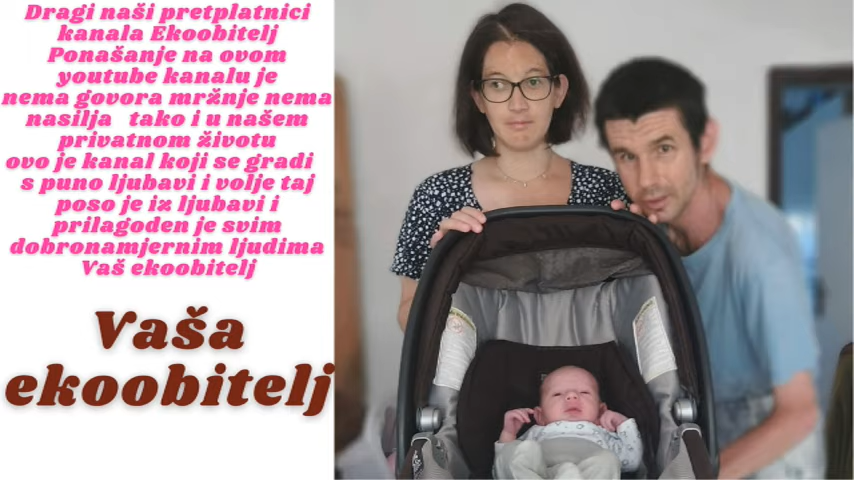 Dragi naši pretplatnici
kanala Ekoobitelj
Ponašanje na ovom
youtube kanalu je
nema govora mržnje nema
nasilja tako i u našem
privatnom životu
ovo je kanal koji se gradi
s puno ljubavi i volje taj
poso je iz ljubavi i
prilagođen je svim
dobronamjernim ljudima
Vaš ekoobitelj
Vaša
ekoobitelj